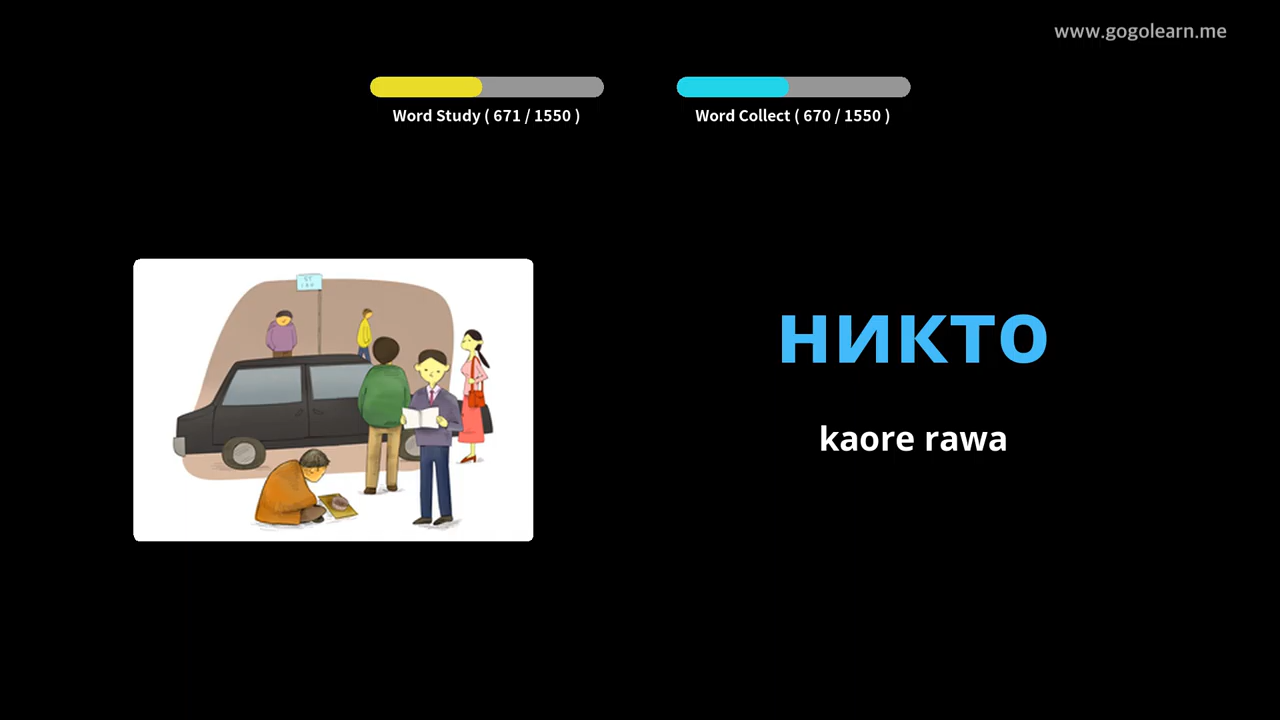 www.gogolearn.me
Word Study ( 671 / 1550 )
Word Collect ( 670 / 1550 )
никто
kaore rawa